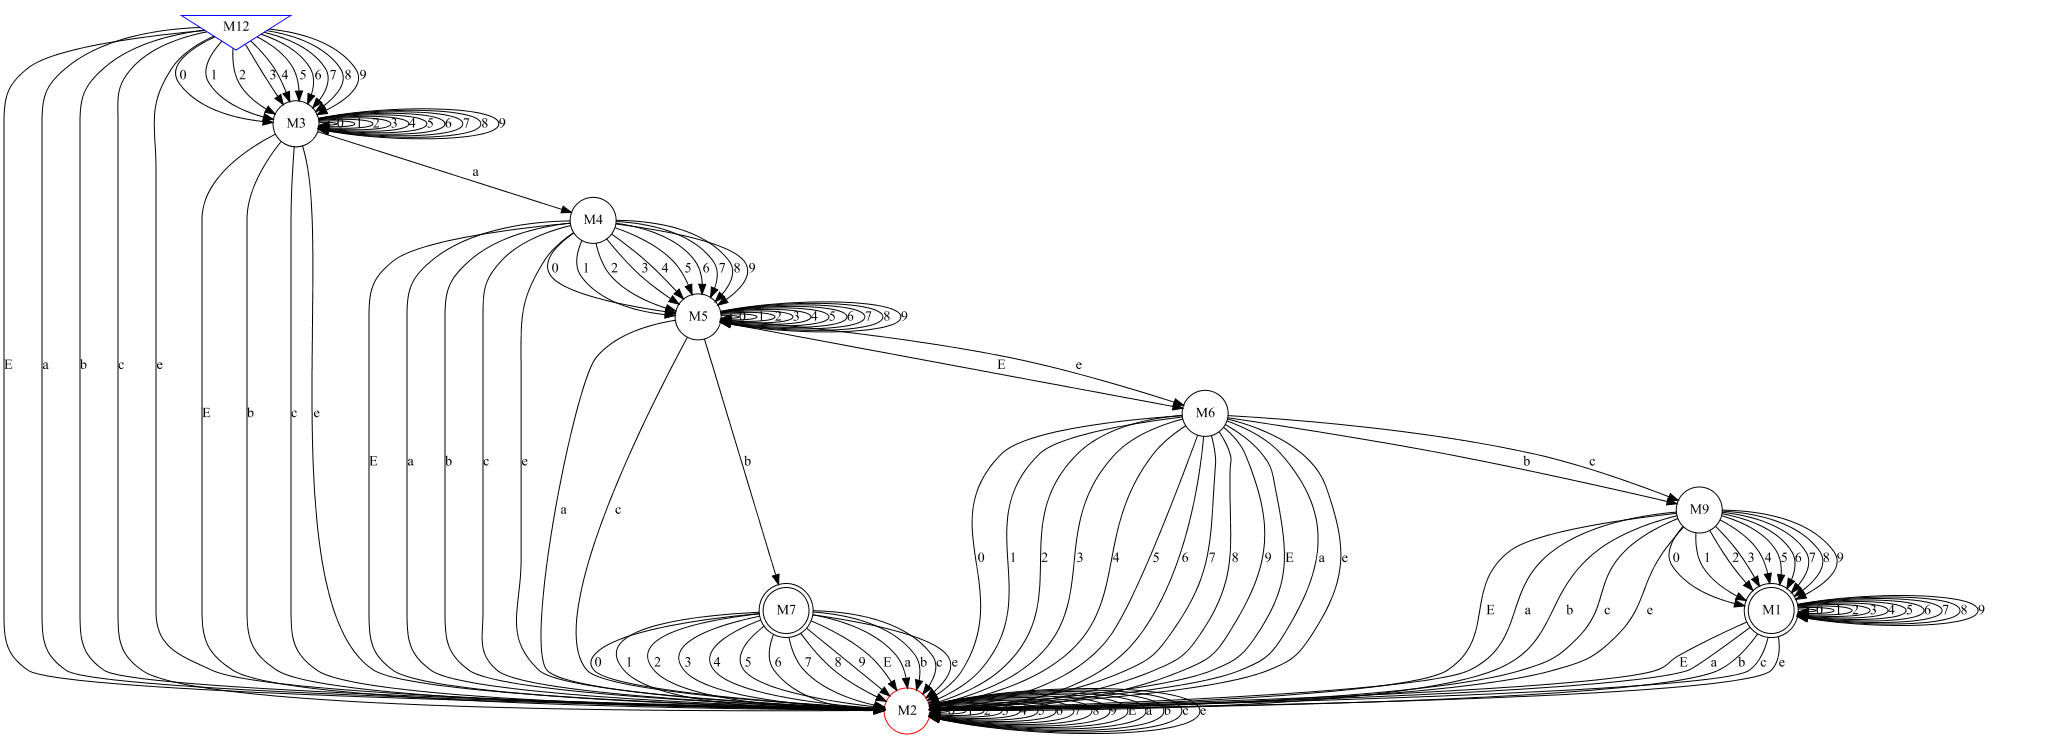 M12
0 1 2 3 4 5 6 7 8 9
M3
0 1 2 3 4 5 6 7 8 9
a
M4
0 1 2 3 4 5 6 7 8 9
M5
0 1 2 3 4 5 6 7 8 9
E a b c e
E e
E b c e
M6
E a b c e
b
b c
a c
M9
0 1 2 3 4 5 6 7 8 9 E a e
0 1 2 3 4 5 6 7 8 9
M7
E a b c e
M1
0 1 2 3 4 5 6 7 8 9
0 1 2 3 4 5 6 7 8 9 E a b c e
E a b c e
M2
0 1 2 3 4 5 6 7 8 9 E a b c e